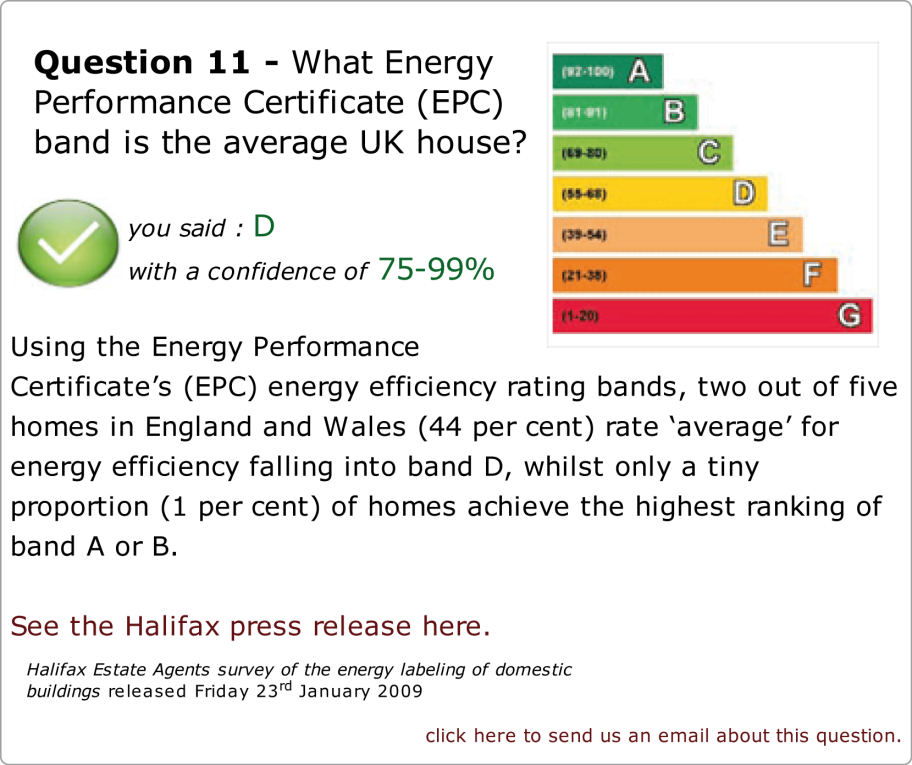 Question 11 - What Energy
Performance Certificate (EPC)
band is the average UK house?
(92-100) A
(81-91) B
(69-80) C
(55-68) D
(39-54) E
(21-38) F
(1-20) G
you said : D
with a confidence of 75-99%
Using the Energy Performance
Certificate’s (EPC) energy efficiency rating bands, two out of five
homes in England and Wales (44 per cent) rate ‘average’ for
energy efficiency falling into band D, whilst only a tiny
proportion (1 per cent) of homes achieve the highest ranking of
band A or B.
See the Halifax press release here.
Halifax Estate Agents survey of the energy labeling of domestic
buildings released Friday 23rd January 2009
click here to send us an email about this question.